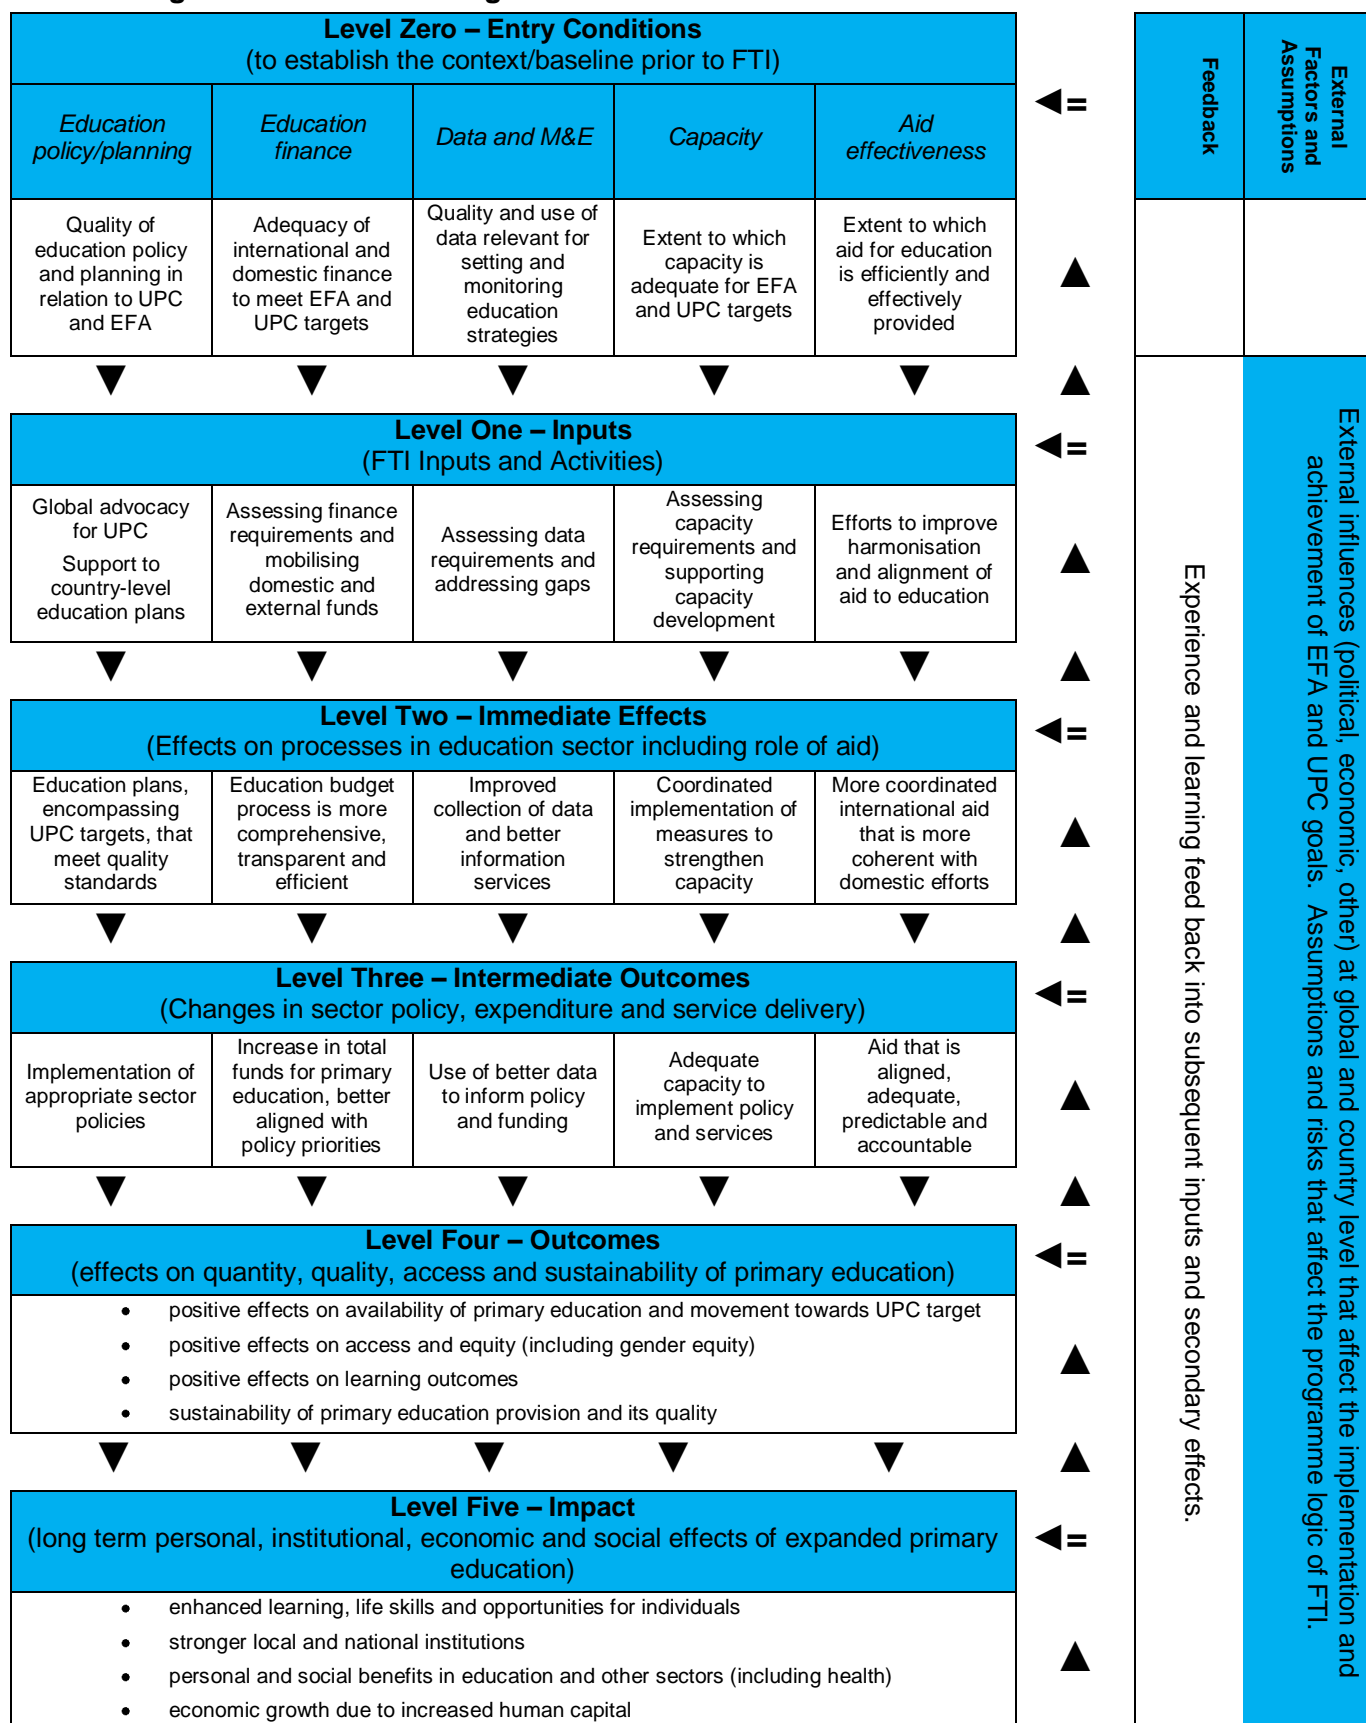 Level Zero – Entry Conditions
(to establish the context/baseline prior to FTI)
Education
policy/planning
Education
finance
Data and M&E
Capacity
Aid
effectiveness
Quality of
education policy
and planning in
relation to UPC
and EFA
Adequacy of
international and
domestic finance
to meet EFA and
UPC targets
Quality and use of
data relevant for
setting and
monitoring
education
strategies
Extent to which
capacity is
adequate for EFA
and UPC targets
Extent to which
aid for education
is efficiently and
effectively
provided
Level One – Inputs
(FTI Inputs and Activities)
Global advocacy
for UPC
Support to
country-level
education plans
Assessing finance
requirements and
mobilising
domestic and
external funds
Assessing data
requirements and
addressing gaps
Assessing
capacity
requirements and
supporting
capacity
development
Efforts to improve
harmonisation
and alignment of
aid to education
Level Two – Immediate Effects
(Effects on processes in education sector including role of aid)
Education plans,
encompassing
UPC targets, that
meet quality
standards
Education budget
process is more
comprehensive,
transparent and
efficient
Improved
collection of data
and better
information
services
Coordinated
implementation of
measures to
strengthen
capacity
More coordinated
international aid
that is more
coherent with
domestic efforts
Level Three – Intermediate Outcomes
(Changes in sector policy, expenditure and service delivery)
Implementation of
appropriate sector
policies
Increase in total
funds for primary
education, better
aligned with
policy priorities
Use of better data
to inform policy
and funding
Adequate
capacity to
implement policy
and services
Aid that is
aligned,
adequate,
predictable and
accountable
Level Four – Outcomes
(effects on quantity, quality, access and sustainability of primary education)
• positive effects on availability of primary education and movement towards UPC target
• positive effects on access and equity (including gender equity)
• positive effects on learning outcomes
• sustainability of primary education provision and its quality
Level Five – Impact
(long term personal, institutional, economic and social effects of expanded primary
education)
• enhanced learning, life skills and opportunities for individuals
• stronger local and national institutions
• personal and social benefits in education and other sectors (including health)
• economic growth due to increased human capital
Feedback
Experience and learning feed back into subsequent inputs and secondary effects.
External
Factors and
Assumptions
External influences (political, economic, other) at global and country level that affect the implementation and
achievement of EFA and UPC goals. Assumptions and risks that affect the programme logic of FTI.